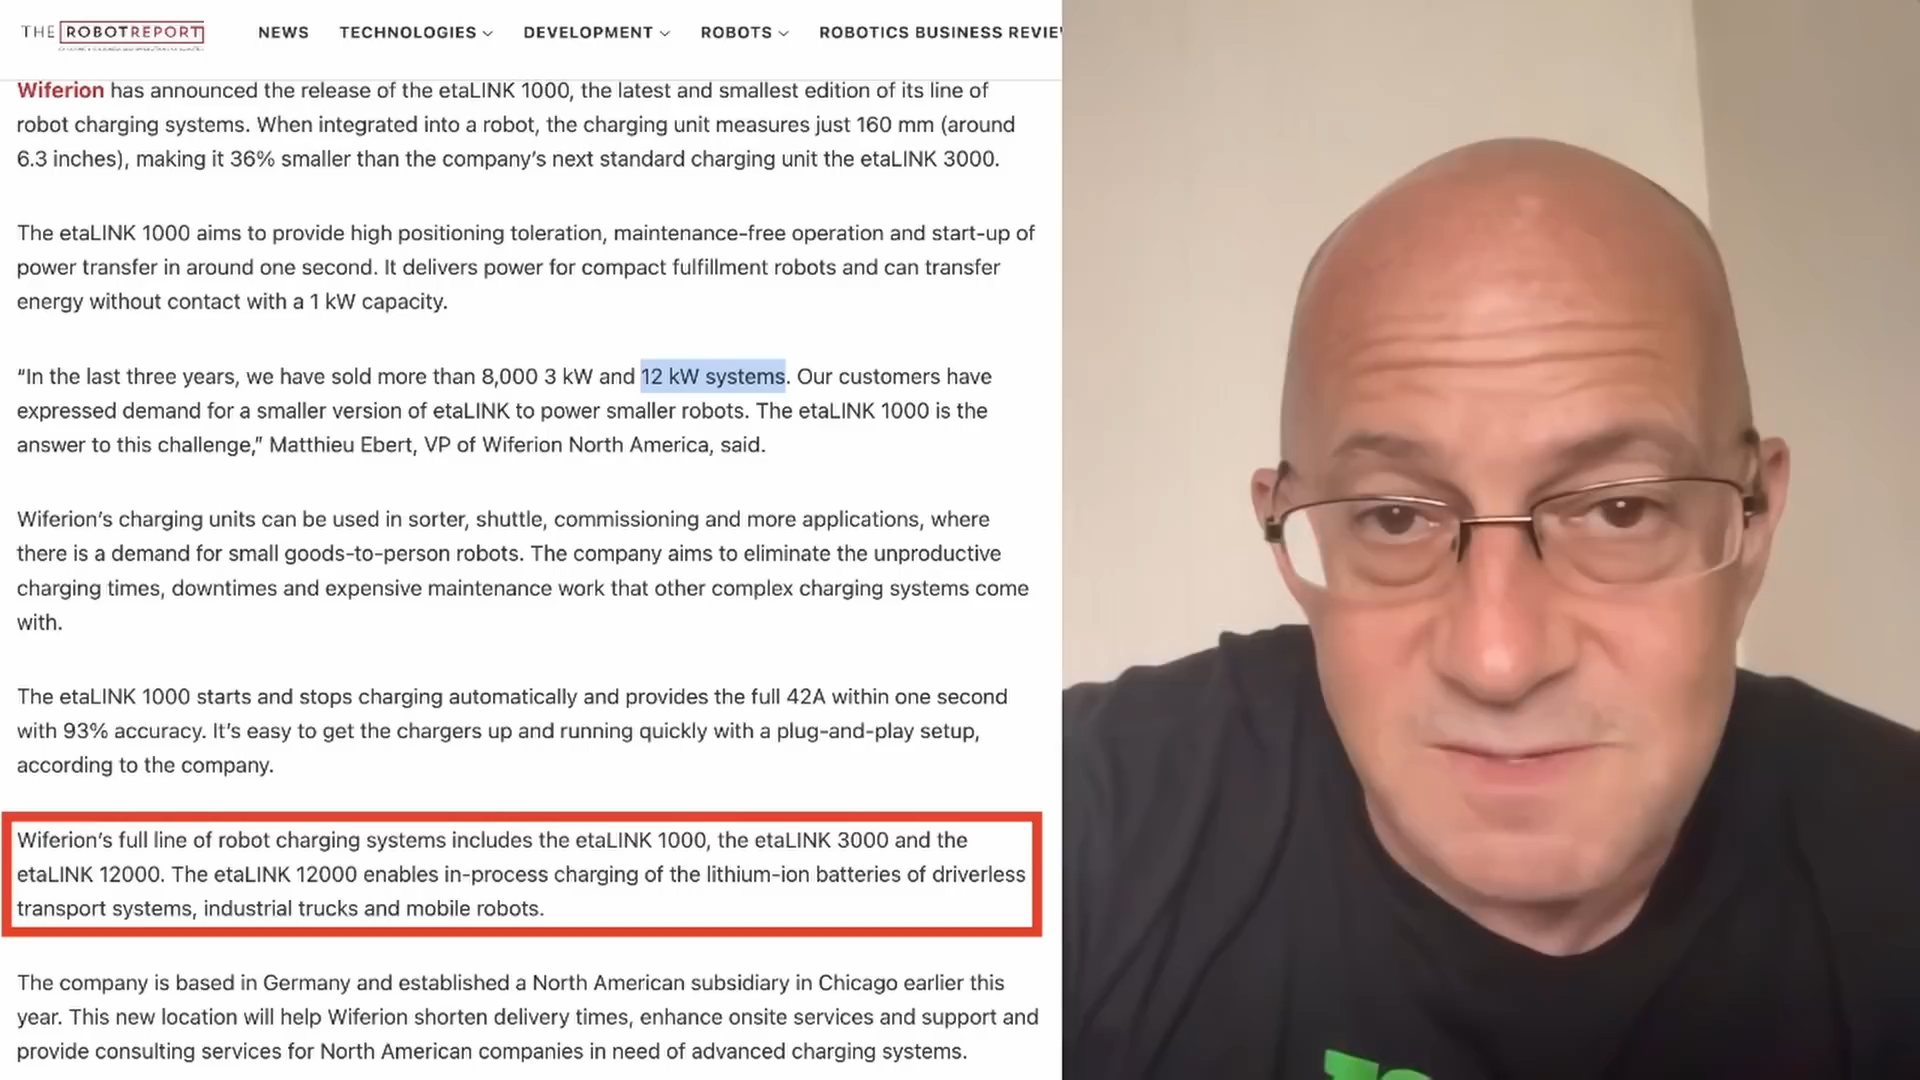 THE ROBOTREPORT
NEWS TECHNOLOGIES DEVELOPMENT ROBOTS ROBOTICS BUSINESS REVIEW
Wiferion has announced the release of the etaLINK 1000, the latest and smallest edition of its line of
robot charging systems. When integrated into a robot, the charging unit measures just 160 mm (around
6.3 inches), making it 36% smaller than the company’s next standard charging unit the etaLINK 3000.
The etaLINK 1000 aims to provide high positioning toleration, maintenance-free operation and start-up of
power transfer in around one second. It delivers power for compact fulfillment robots and can transfer
energy without contact with a 1 kW capacity.
“In the last three years, we have sold more than 8,000 3 kW and 12 kW systems. Our customers have
expressed demand for a smaller version of etaLINK to power smaller robots. The etaLINK 1000 is the
answer to this challenge,” Matthieu Ebert, VP of Wiferion North America, said.
Wiferion’s charging units can be used in sorter, shuttle, commissioning and more applications, where
there is a demand for small goods-to-person robots. The company aims to eliminate the unproductive
charging times, downtimes and expensive maintenance work that other complex charging systems come
with.
The etaLINK 1000 starts and stops charging automatically and provides the full 42A within one second
with 93% accuracy. It’s easy to get the chargers up and running quickly with a plug-and-play setup,
according to the company.
Wiferion’s full line of robot charging systems includes the etaLINK 1000, the etaLINK 3000 and the
etaLINK 12000. The etaLINK 12000 enables in-process charging of the lithium-ion batteries of driverless
transport systems, industrial trucks and mobile robots.
The company is based in Germany and established a North American subsidiary in Chicago earlier this
year. This new location will help Wiferion shorten delivery times, enhance onsite services and support and
provide consulting services for North American companies in need of advanced charging systems.